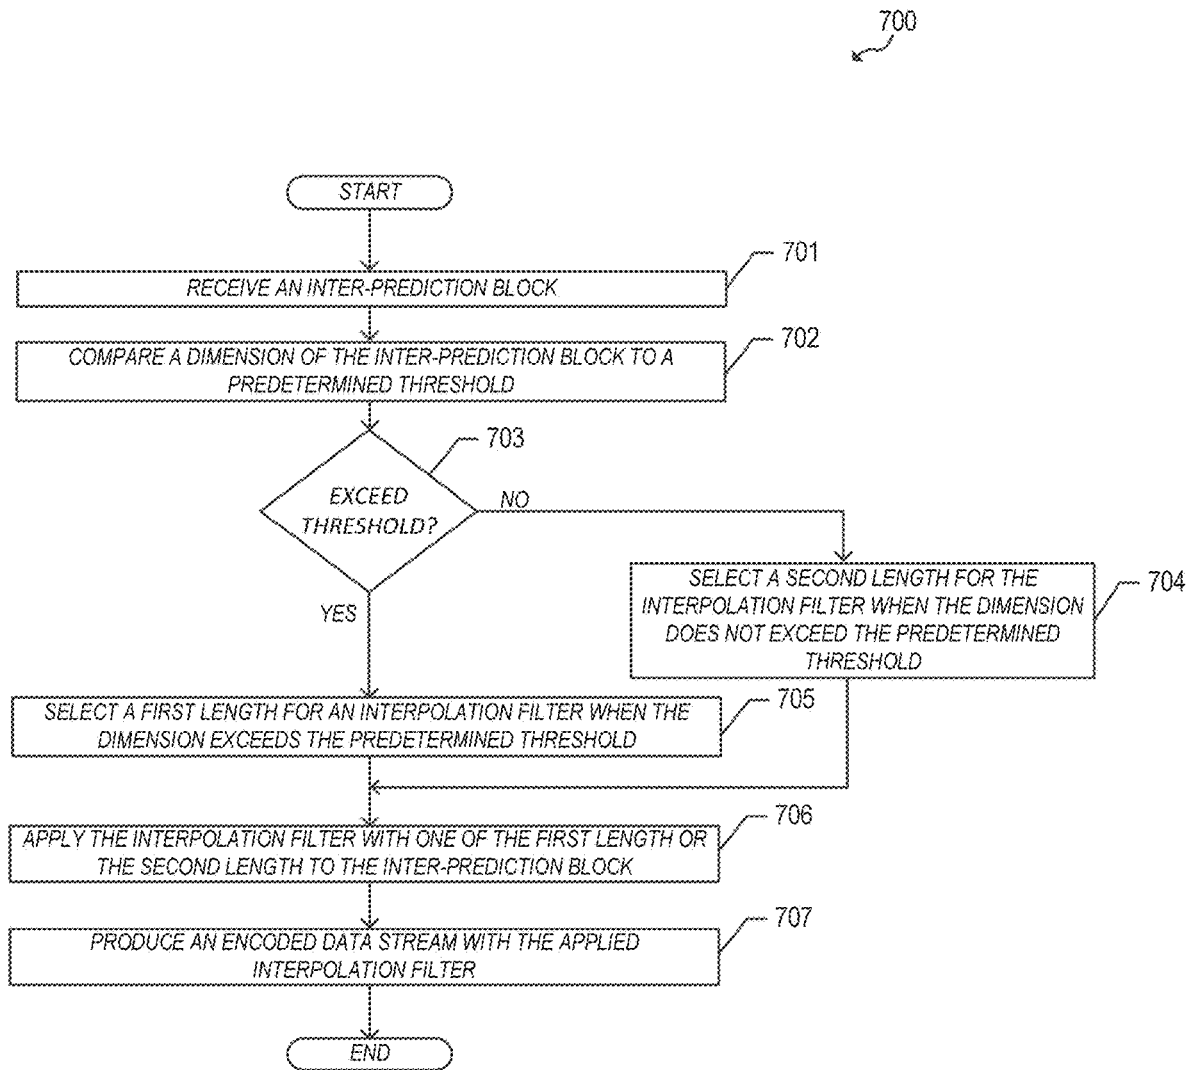 700
START
701
RECEIVE AN INTER-PREDICTION BLOCK
702
COMPARE A DIMENSION OF THE INTER-PREDICTION BLOCK TO A
PREDETERMINED THRESHOLD
703
EXCEED
THRESHOLD?
NO
YES
704
SELECT A SECOND LENGTH FOR THE
INTERPOLATION FILTER WHEN THE DIMENSION
DOES NOT EXCEED THE PREDETERMINED
THRESHOLD
705
SELECT A FIRST LENGTH FOR AN INTERPOLATION FILTER WHEN THE
DIMENSION EXCEEDS THE PREDETERMINED THRESHOLD
706
APPLY THE INTERPOLATION FILTER WITH ONE OF THE FIRST LENGTH OR
THE SECOND LENGTH TO THE INTER-PREDICTION BLOCK
707
PRODUCE AN ENCODED DATA STREAM WITH THE APPLIED
INTERPOLATION FILTER
END